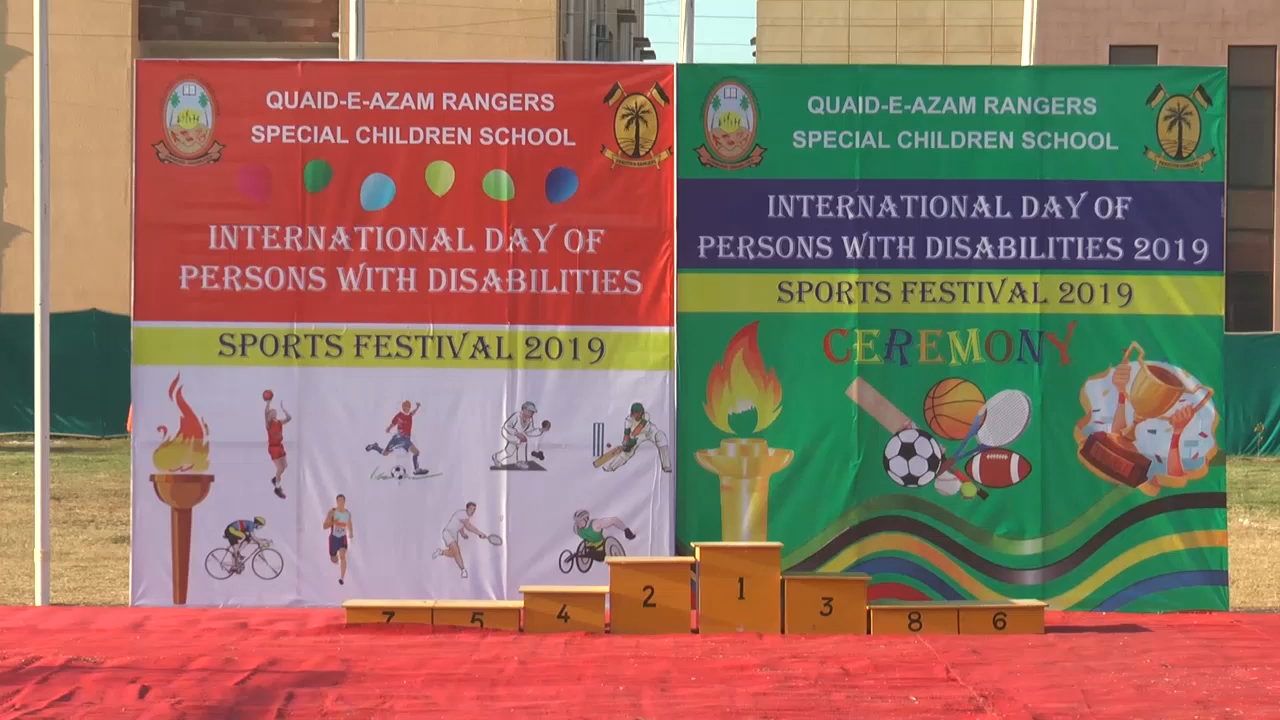 QUAID-E-AZAM RANGERS
SPECIAL CHILDREN SCHOOL
INTERNATIONAL DAY OF
PERSONS WITH DISABILITIES
SPORTS FESTIVAL 2019
QUAID-E-AZAM RANGERS
SPECIAL CHILDREN SCHOOL
INTERNATIONAL DAY OF
PERSONS WITH DISABILITIES 2019
SPORTS FESTIVAL 2019
CEREMONY
7 5 4 2 1 3 8 6